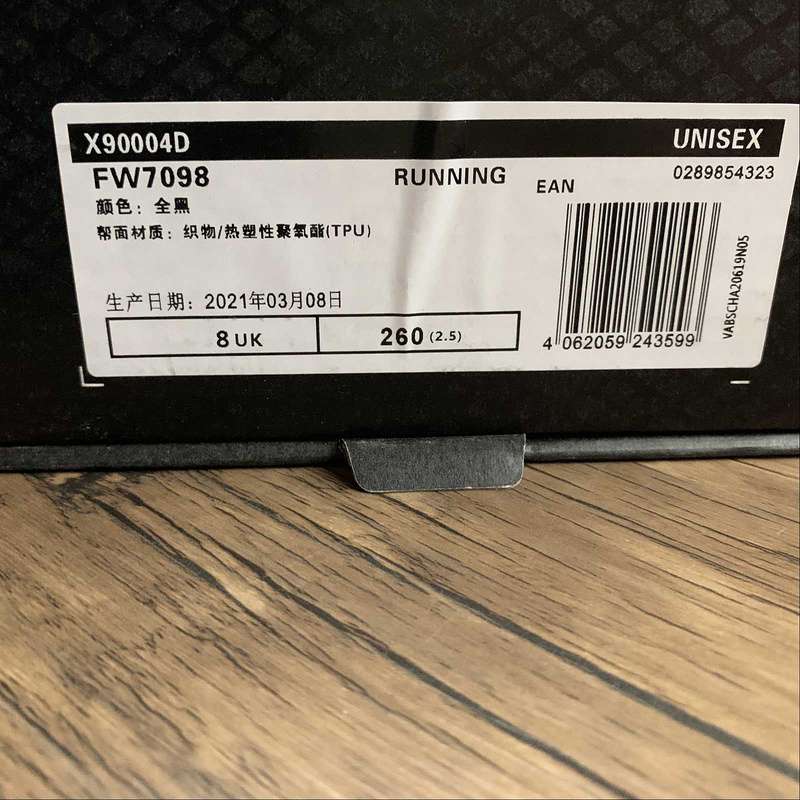 X90004D UNISEX
FW7098 RUNNING EAN 0289854323
颜色：全黑
帮面材质：织物/热塑性聚氨酯(TPU)
生产日期：2021年03月08日
8 UK 260 (2.5)
4 062059 243599
VABSCHA20619N05